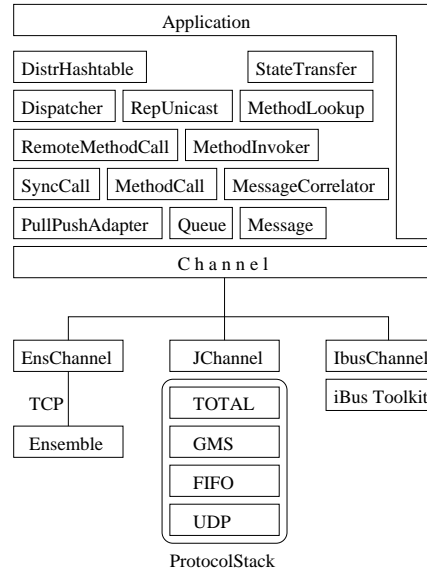 Application
DistrHashtable StateTransfer
Dispatcher RepUnicast MethodLookup
RemoteMethodCall MethodInvoker
SyncCall MethodCall MessageCorrelator
PullPushAdapter Queue Message
C h a n n e l
EnsChannel JChannel IbusChannel
iBus Toolkit
TCP TOTAL
Ensemble GMS
FIFO
UDP
ProtocolStack